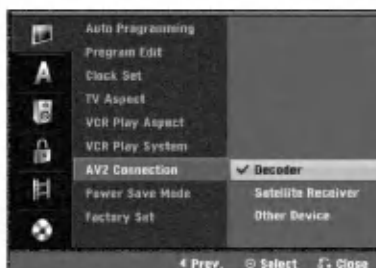 Auto Programming
Program Edit
Clock Set
TV Aspect
VCR Play Aspect
VCR Play System
AV2 Connection
✓ Decoder
Power Save Mode
Satellite Receiver
Factory Set
Other Device
A
Prev.
Select
Close